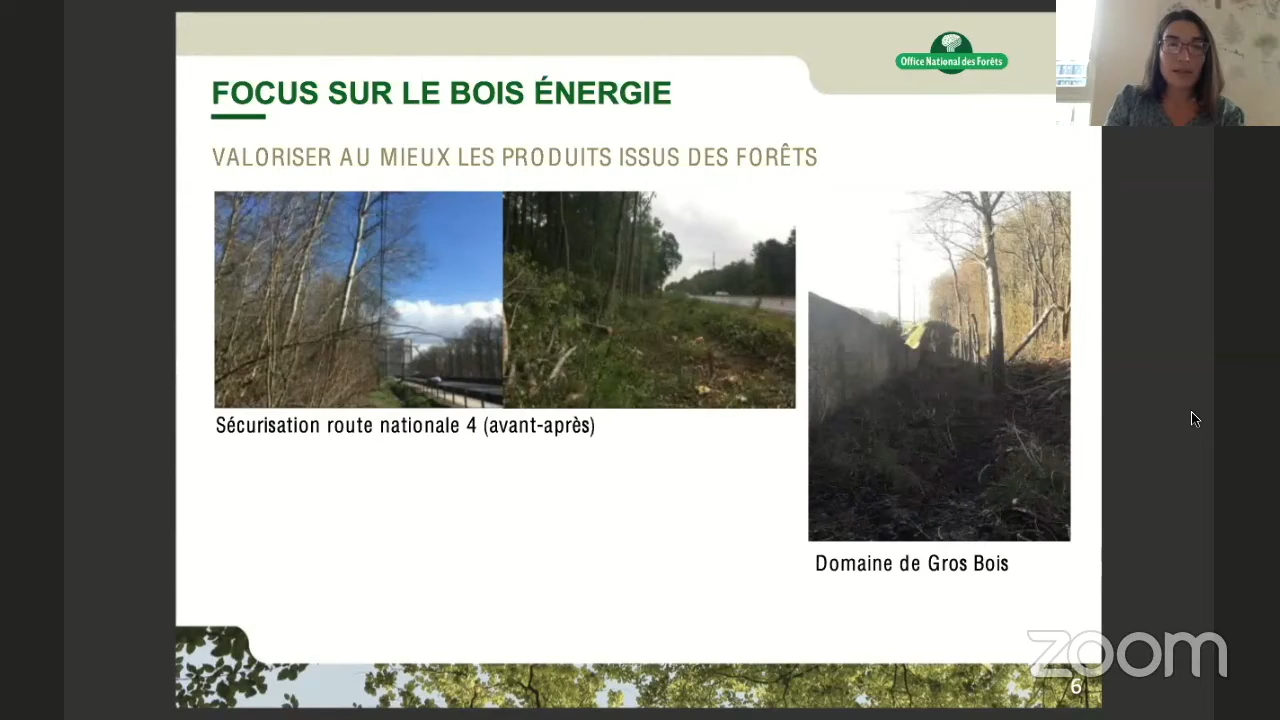 Office National des Forêts
FOCUS SUR LE BOIS ÉNERGIE
VALORISER AU MIEUX LES PRODUITS ISSUS DES FORÊTS
Sécurisation route nationale 4 (avant-après)
Domaine de Gros Bois
zoom
6